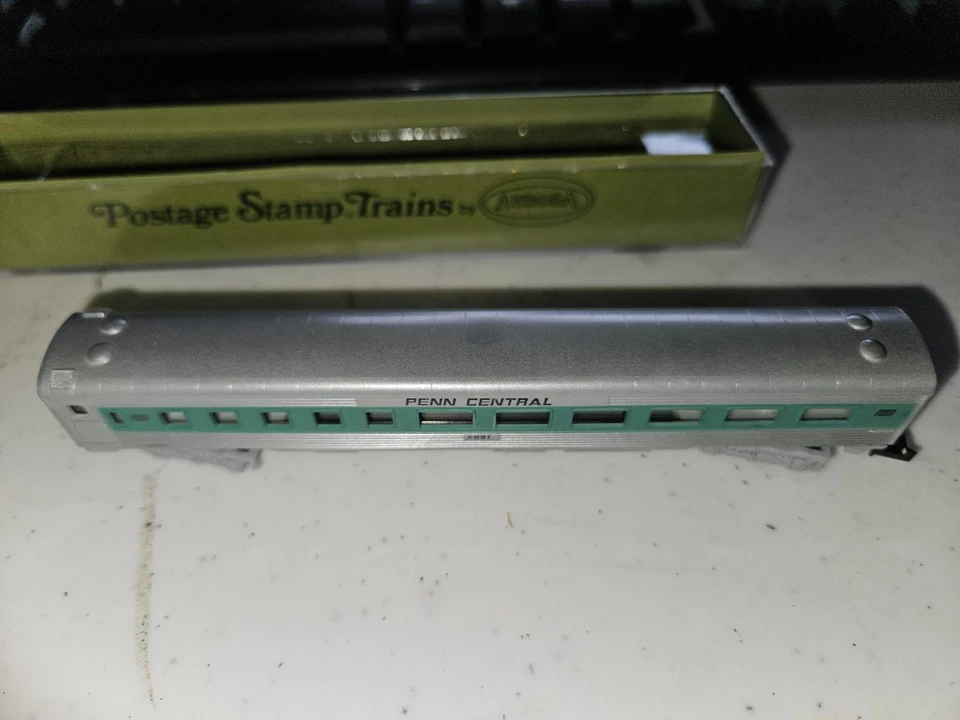 Postage Stamp Trains by AURORA
PENN CENTRAL